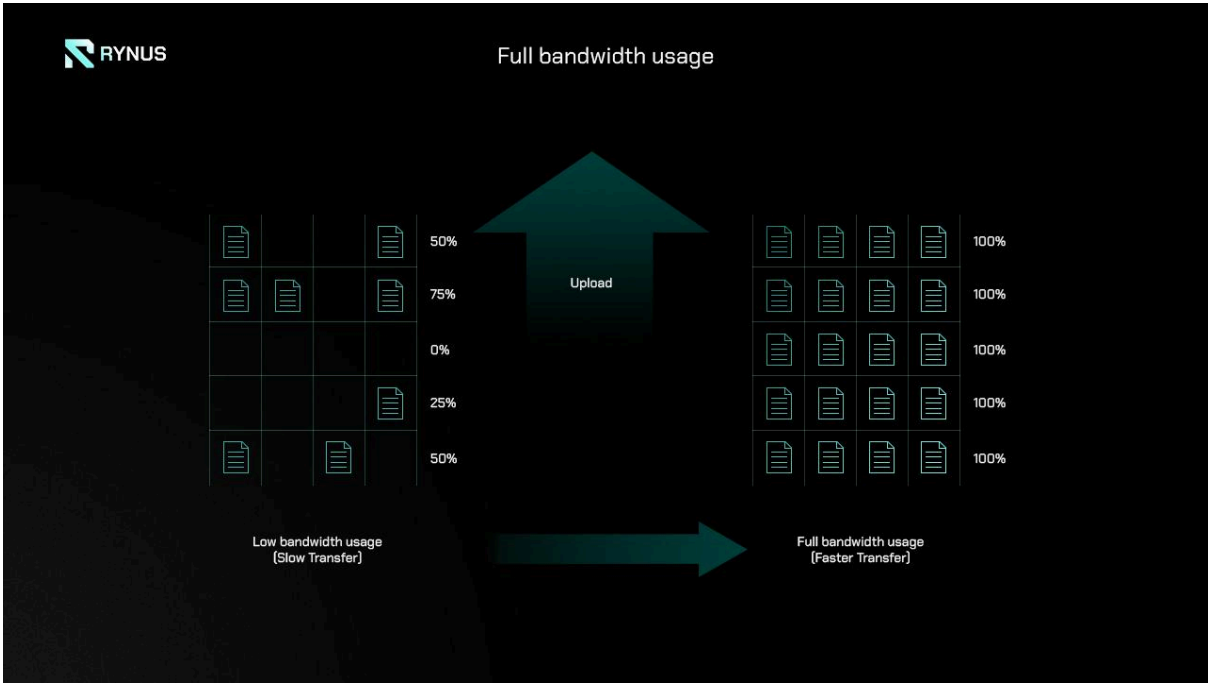 RYNUS
Full bandwidth usage
50%
75%
0%
25%
50%
Upload
100%
100%
100%
100%
100%
Low bandwidth usage
(Slow Transfer)
Full bandwidth usage
(Faster Transfer)